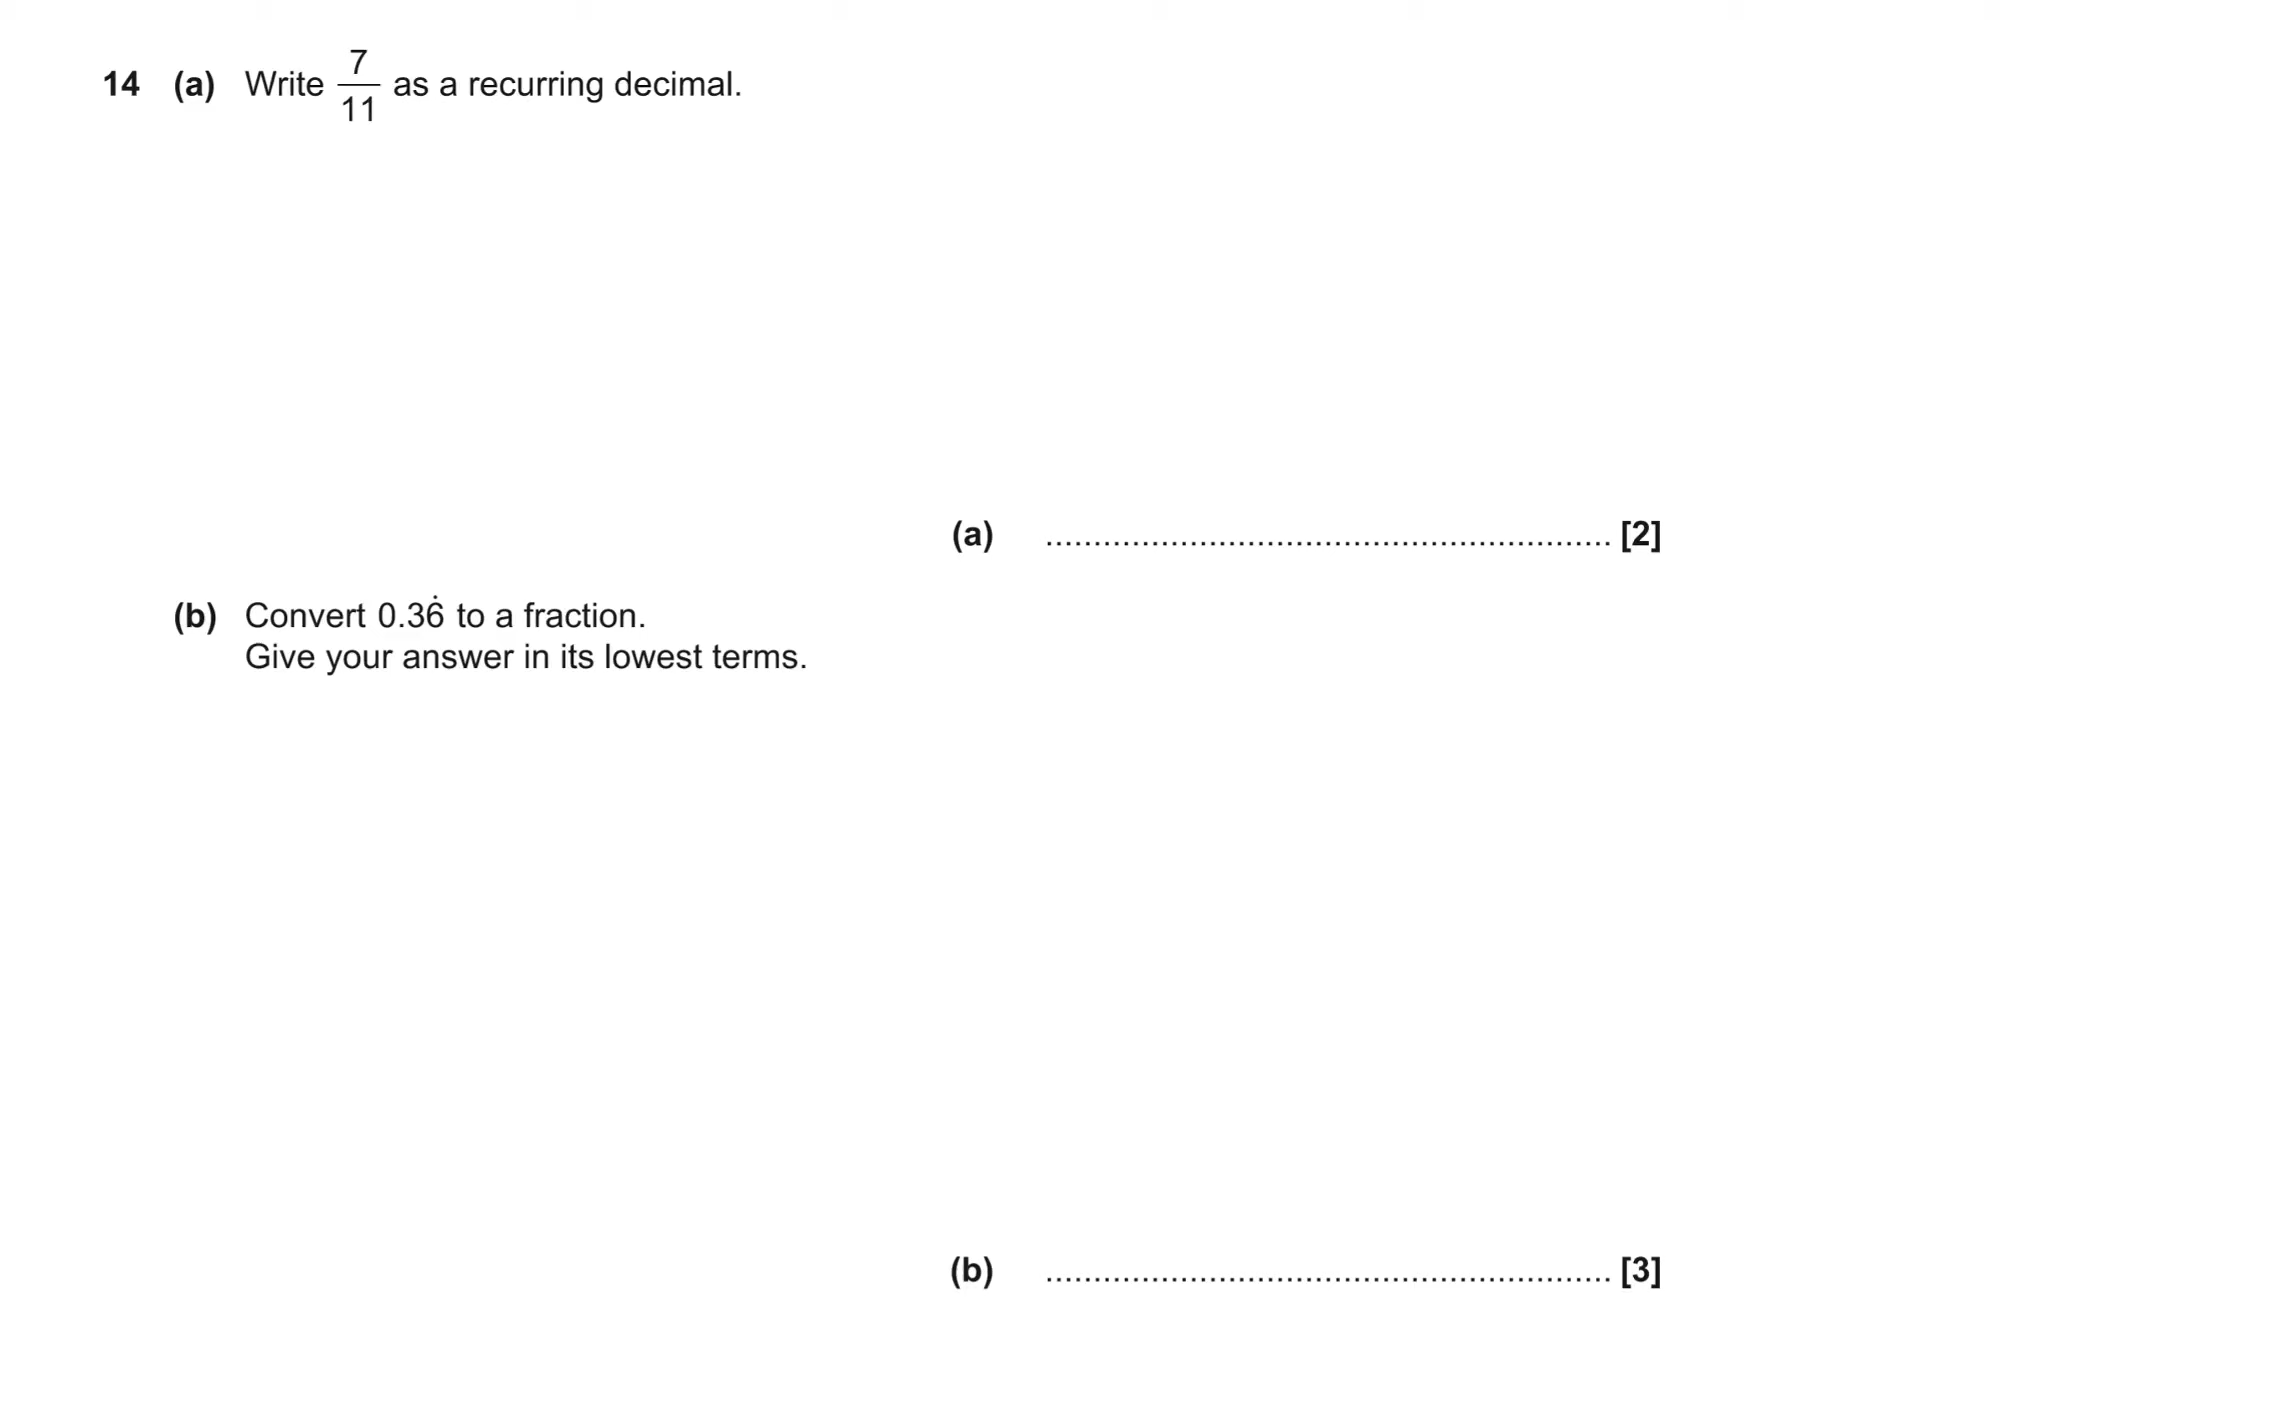 14 (a) Write 7/11 as a recurring decimal.
(a) ........................................................... [2]
(b) Convert 0.36̇ to a fraction.
Give your answer in its lowest terms.
(b) ........................................................... [3]